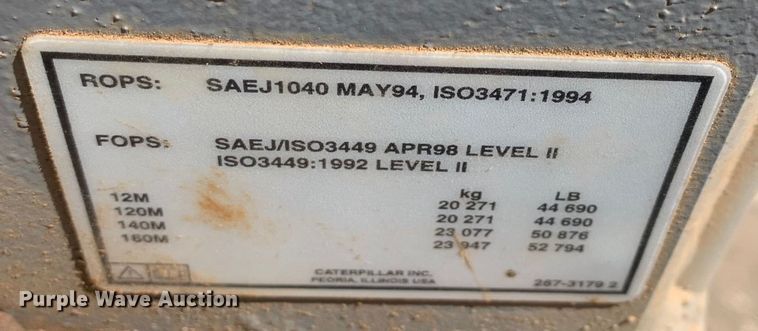 ROPS: SAEJ1040 MAY94, ISO3471:1994
FOPS: SAEJ/ISO3449 APR98 LEVEL II
ISO3449:1992 LEVEL II
kg LB
12M 20 271 44 690
120M 20 271 44 690
140M 23 077 50 876
160M 23 947 52 794
CATERPILLAR INC.
PEORIA, ILLINOIS USA
267-3179 2
Purple Wave Auction